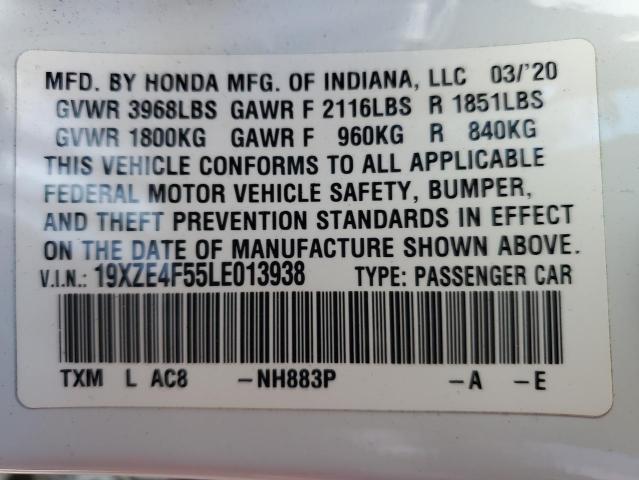 MFD. BY HONDA MFG. OF INDIANA, LLC 03/'20
GVWR 3968LBS GAWR F 2116LBS R 1851LBS
GVWR 1800KG GAWR F 960KG R 840KG
THIS VEHICLE CONFORMS TO ALL APPLICABLE
FEDERAL MOTOR VEHICLE SAFETY, BUMPER,
AND THEFT PREVENTION STANDARDS IN EFFECT
ON THE DATE OF MANUFACTURE SHOWN ABOVE.
V.I.N.: 19XZE4F55LE013938 TYPE: PASSENGER CAR
TXM L AC8 -NH883P -A -E